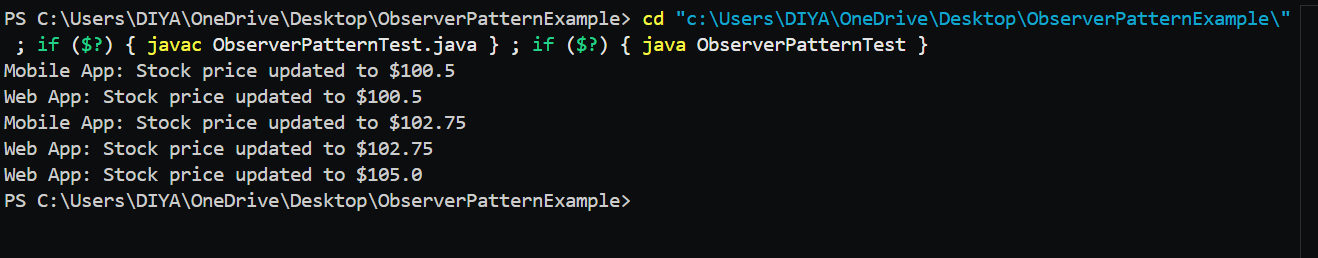 PS C:\Users\DIYA\OneDrive\Desktop\ObserverPatternExample> cd "c:\Users\DIYA\OneDrive\Desktop\ObserverPatternExample\"
 ; if ($?) { javac ObserverPatternTest.java } ; if ($?) { java ObserverPatternTest }
Mobile App: Stock price updated to $100.5
Web App: Stock price updated to $100.5
Mobile App: Stock price updated to $102.75
Web App: Stock price updated to $102.75
Web App: Stock price updated to $105.0
PS C:\Users\DIYA\OneDrive\Desktop\ObserverPatternExample>